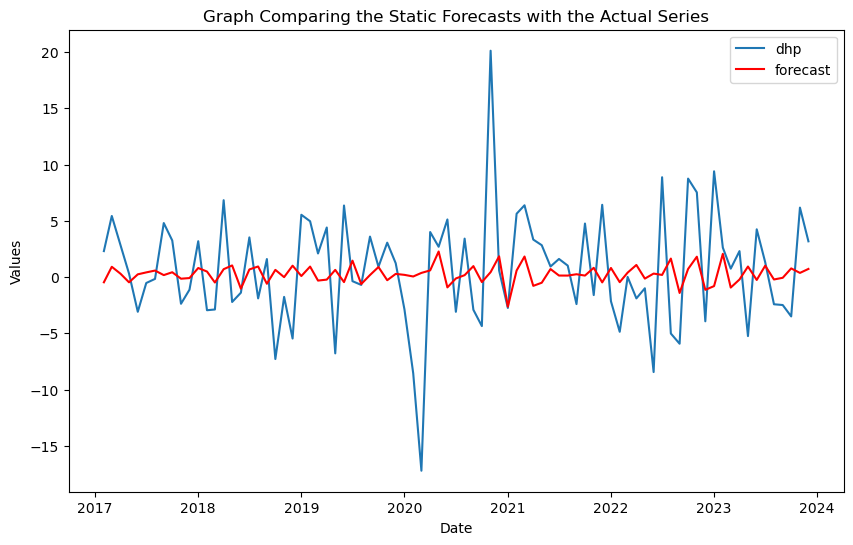 Graph Comparing the Static Forecasts with the Actual Series
dhp
forecast
20
15
10
5
0
−5
−10
−15
Values
2017 2018 2019 2020 2021 2022 2023 2024
Date